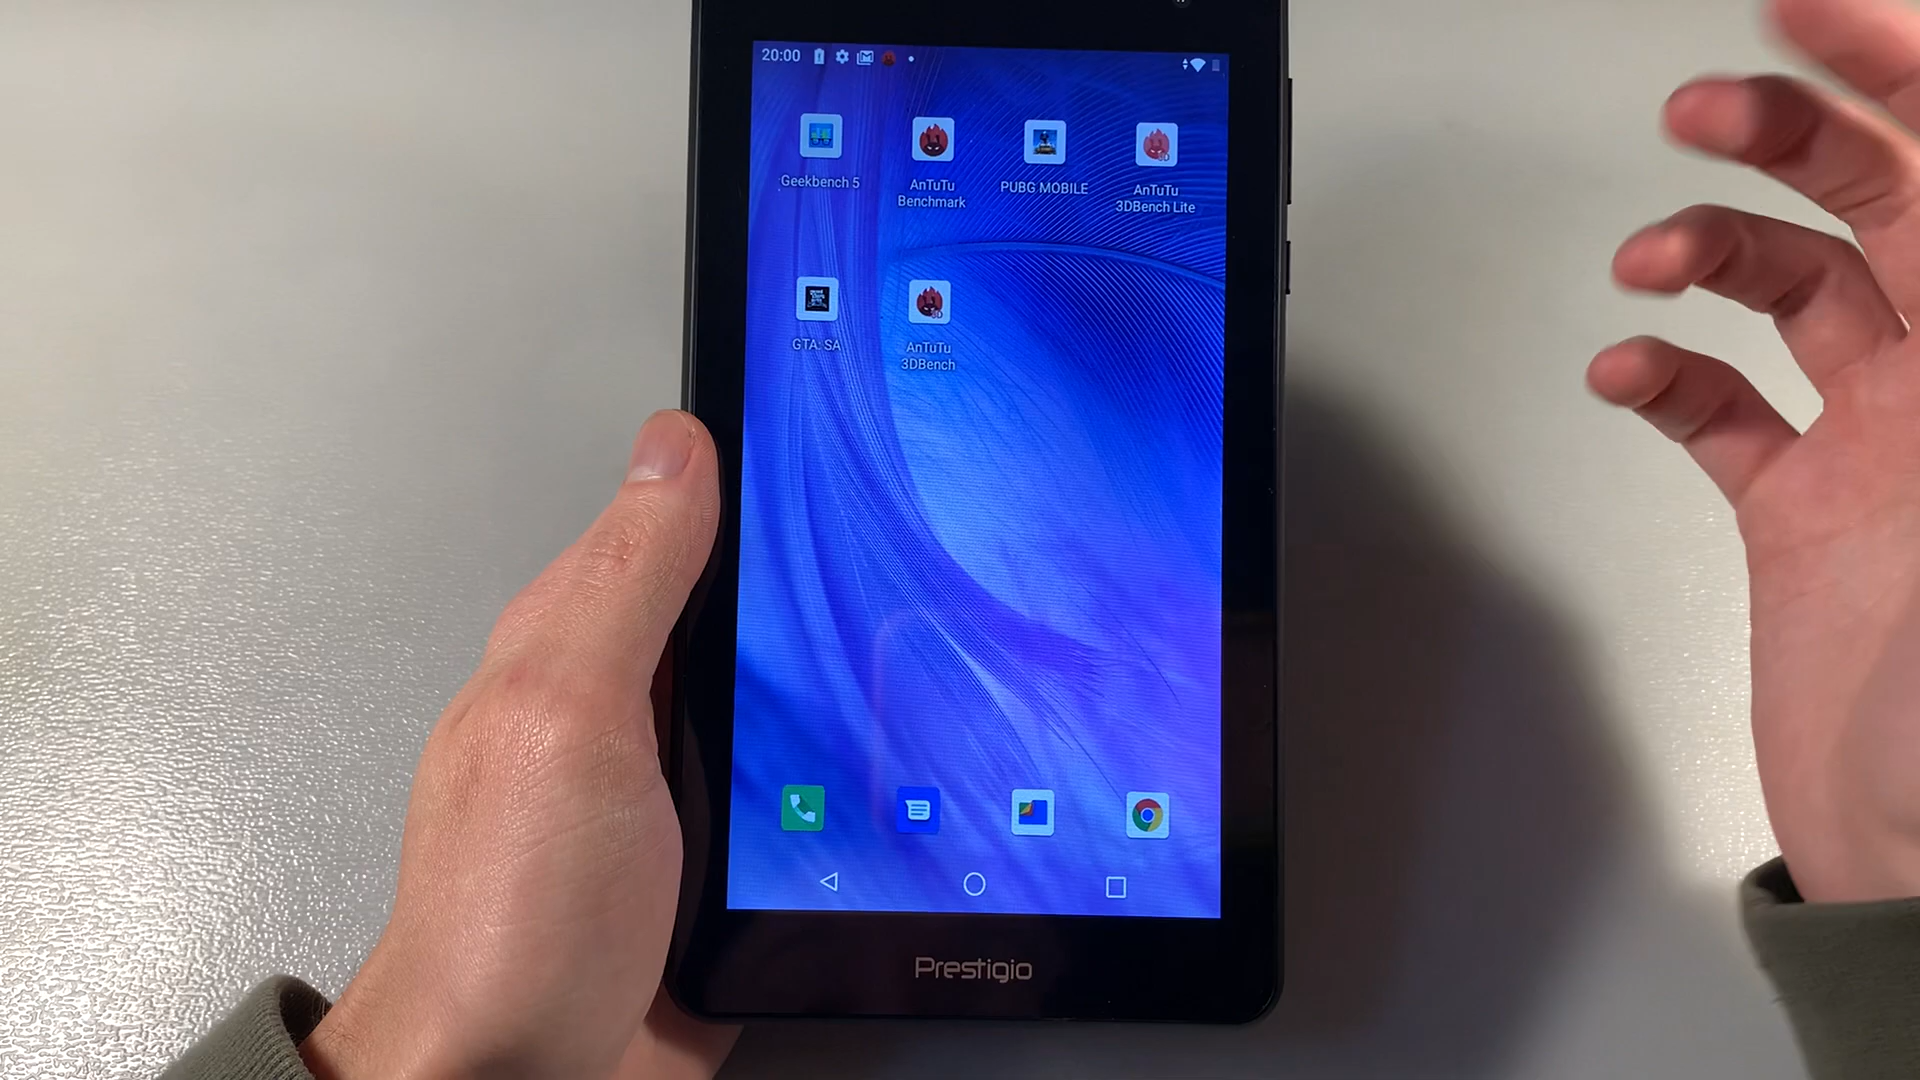 20:00
Geekbench 5
AnTuTu
Benchmark
PUBG MOBILE
AnTuTu
3DBench Lite
GTA: SA
AnTuTu
3DBench
Prestigio